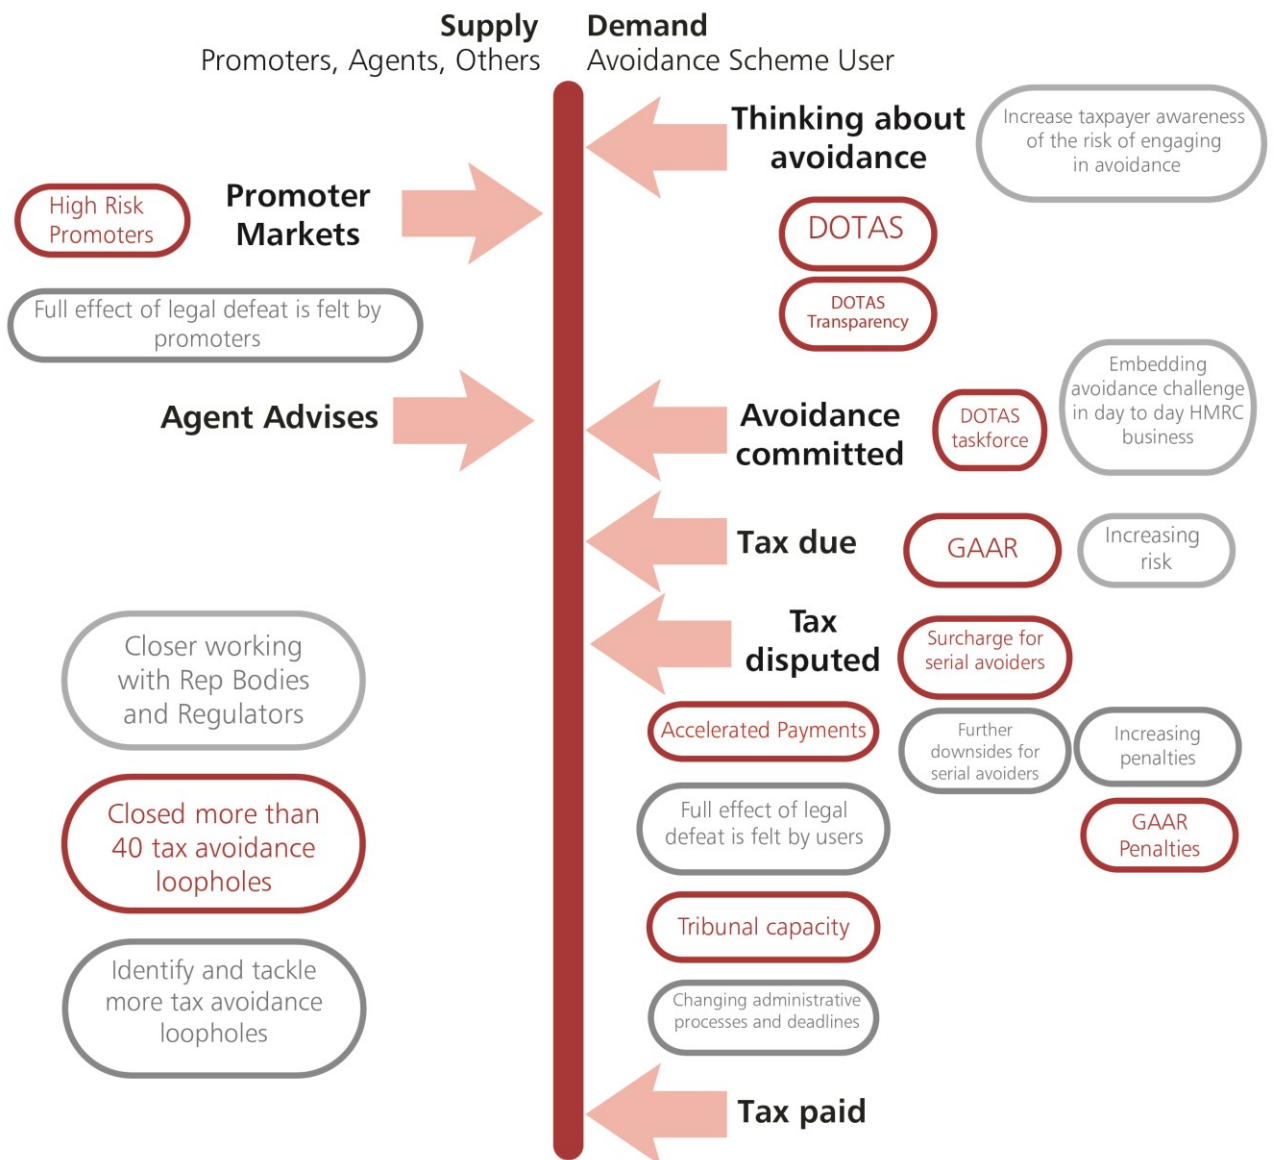 Supply
Promoters, Agents, Others
Demand
Avoidance Scheme User
Thinking about
avoidance
Increase taxpayer awareness
of the risk of engaging
in avoidance
High Risk
Promoters
Promoter
Markets
DOTAS
DOTAS
Transparency
Full effect of legal defeat is felt by
promoters
Agent Advises
Avoidance
committed
DOTAS
taskforce
Embedding
avoidance challenge
in day to day HMRC
business
Tax due
GAAR
Increasing
risk
Tax
disputed
Surcharge for
serial avoiders
Closer working
with Rep Bodies
and Regulators
Accelerated Payments
Further
downsides for
serial avoiders
Increasing
penalties
Closed more than
40 tax avoidance
loopholes
Full effect of legal
defeat is felt by users
GAAR
Penalties
Tribunal capacity
Identify and tackle
more tax avoidance
loopholes
Changing administrative
processes and deadlines
Tax paid